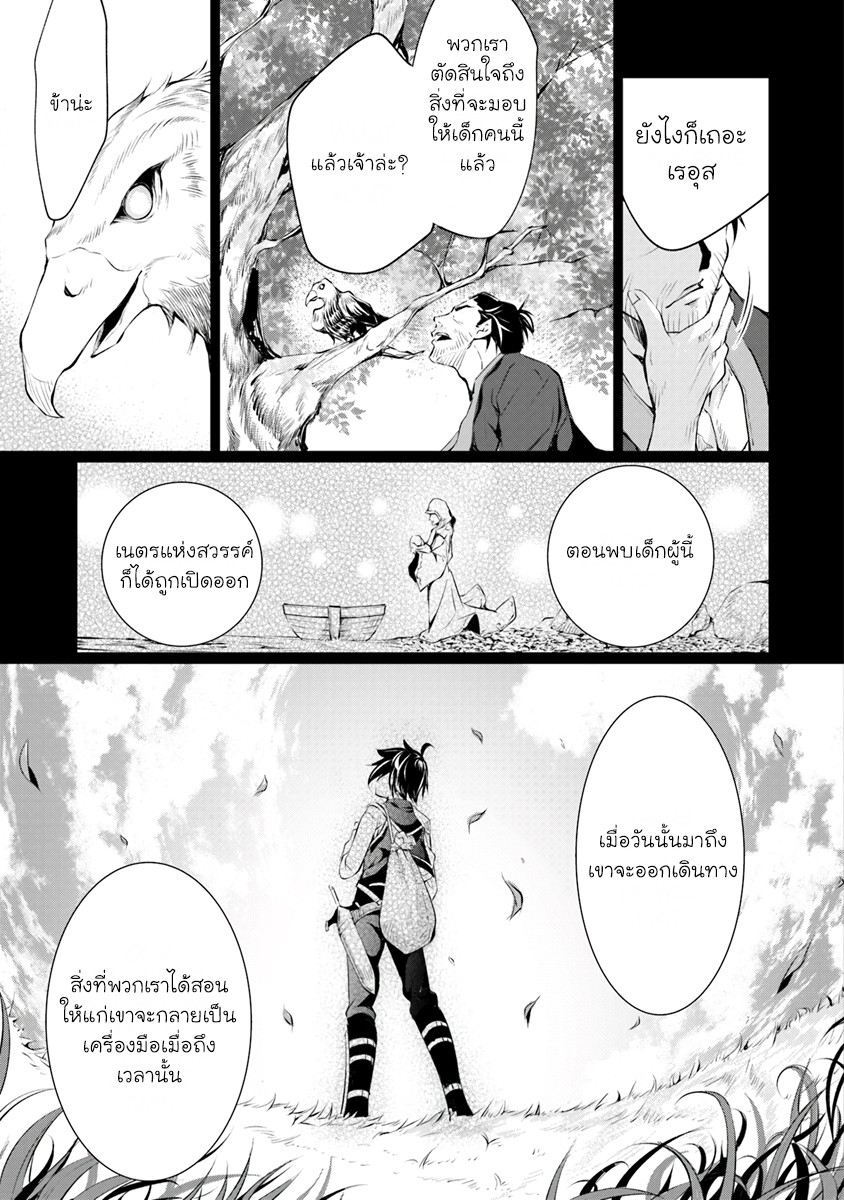 ยังไงก็เถอะ
เรอุส
พวกเรา
ตัดสินใจถึง
สิ่งที่จะมอบ
ให้เด็กคนนี้
แล้ว
แล้วเจ้าล่ะ?
ข้าน่ะ
ตอนพบเด็กผู้นี้
เนตรแห่งสวรรค์
ก็ได้ถูกเปิดออก
เมื่อวันนั้นมาถึง
เขาจะออกเดินทาง
สิ่งที่พวกเราได้สอน
ให้แก่เขาจะกลายเป็น
เครื่องมือเมื่อถึง
เวลานั้น